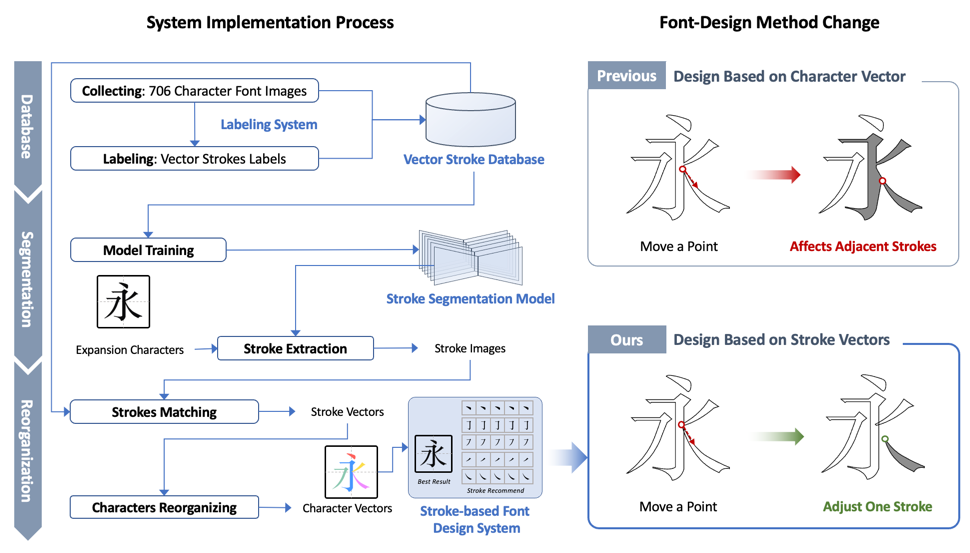 System Implementation Process
Font-Design Method Change
Database
Segmentation
Reorganization
Collecting: 706 Character Font Images
Labeling System
Labeling: Vector Strokes Labels
Vector Stroke Database
Model Training
Stroke Segmentation Model
永
Expansion Characters
Stroke Extraction
Stroke Images
Strokes Matching
Stroke Vectors
永
Character Vectors
Characters Reorganizing
永
Best Result
Stroke Recommend
Stroke-based Font
Design System
Previous
Design Based on Character Vector
永
永
Move a Point
Affects Adjacent Strokes
Ours
Design Based on Stroke Vectors
永
永
Move a Point
Adjust One Stroke